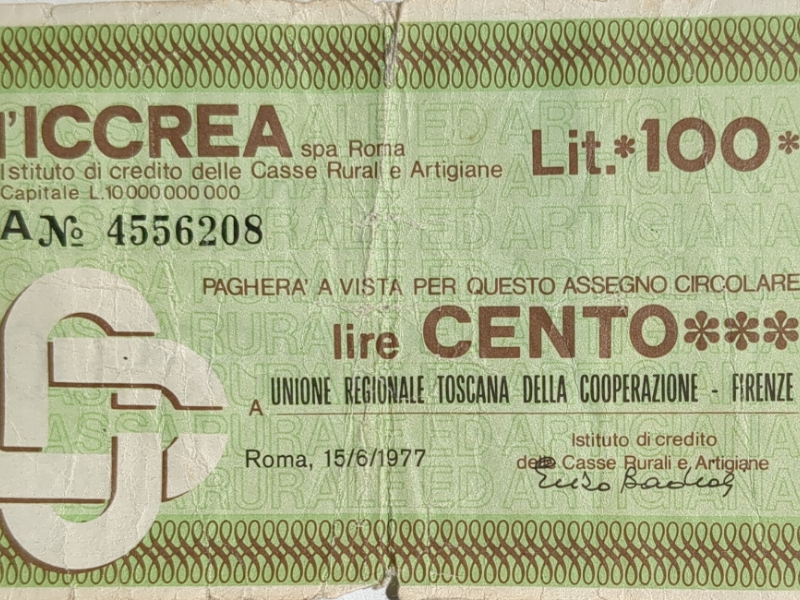 l'ICCREA spa Roma
Istituto di credito delle Casse Rurali e Artigiane
Capitale L.10 000 000 000
Lit.*100*
A № 4556208
PAGHERA' A VISTA PER QUESTO ASSEGNO CIRCOLARE
lire CENTO***
A UNIONE REGIONALE TOSCANA DELLA COOPERAZIONE - FIRENZE
Roma, 15/6/1977
Istituto di credito
delle Casse Rurali e Artigiane